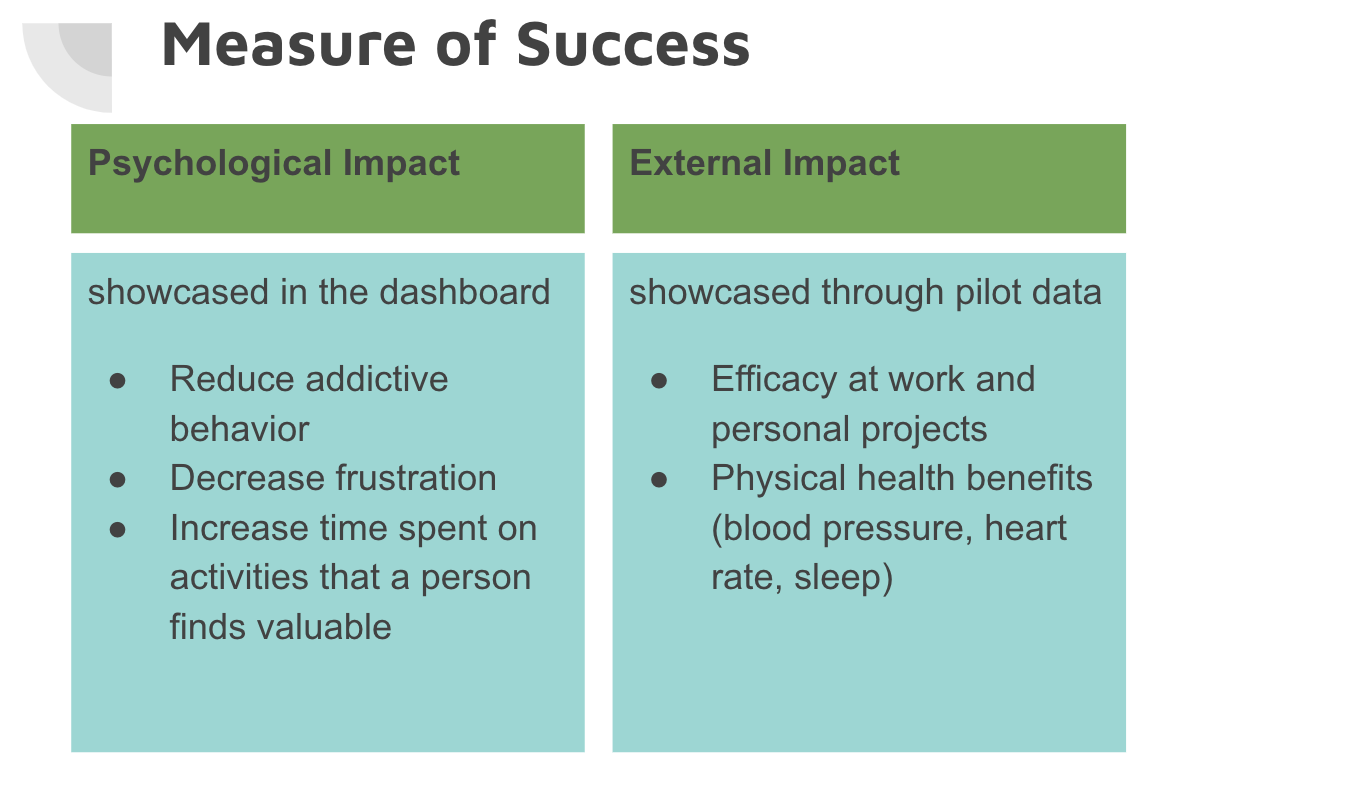 Measure of Success
Psychological Impact
External Impact
showcased in the dashboard
● Reduce addictive
behavior
● Decrease frustration
● Increase time spent on
activities that a person
finds valuable
showcased through pilot data
● Efficacy at work and
personal projects
● Physical health benefits
(blood pressure, heart
rate, sleep)